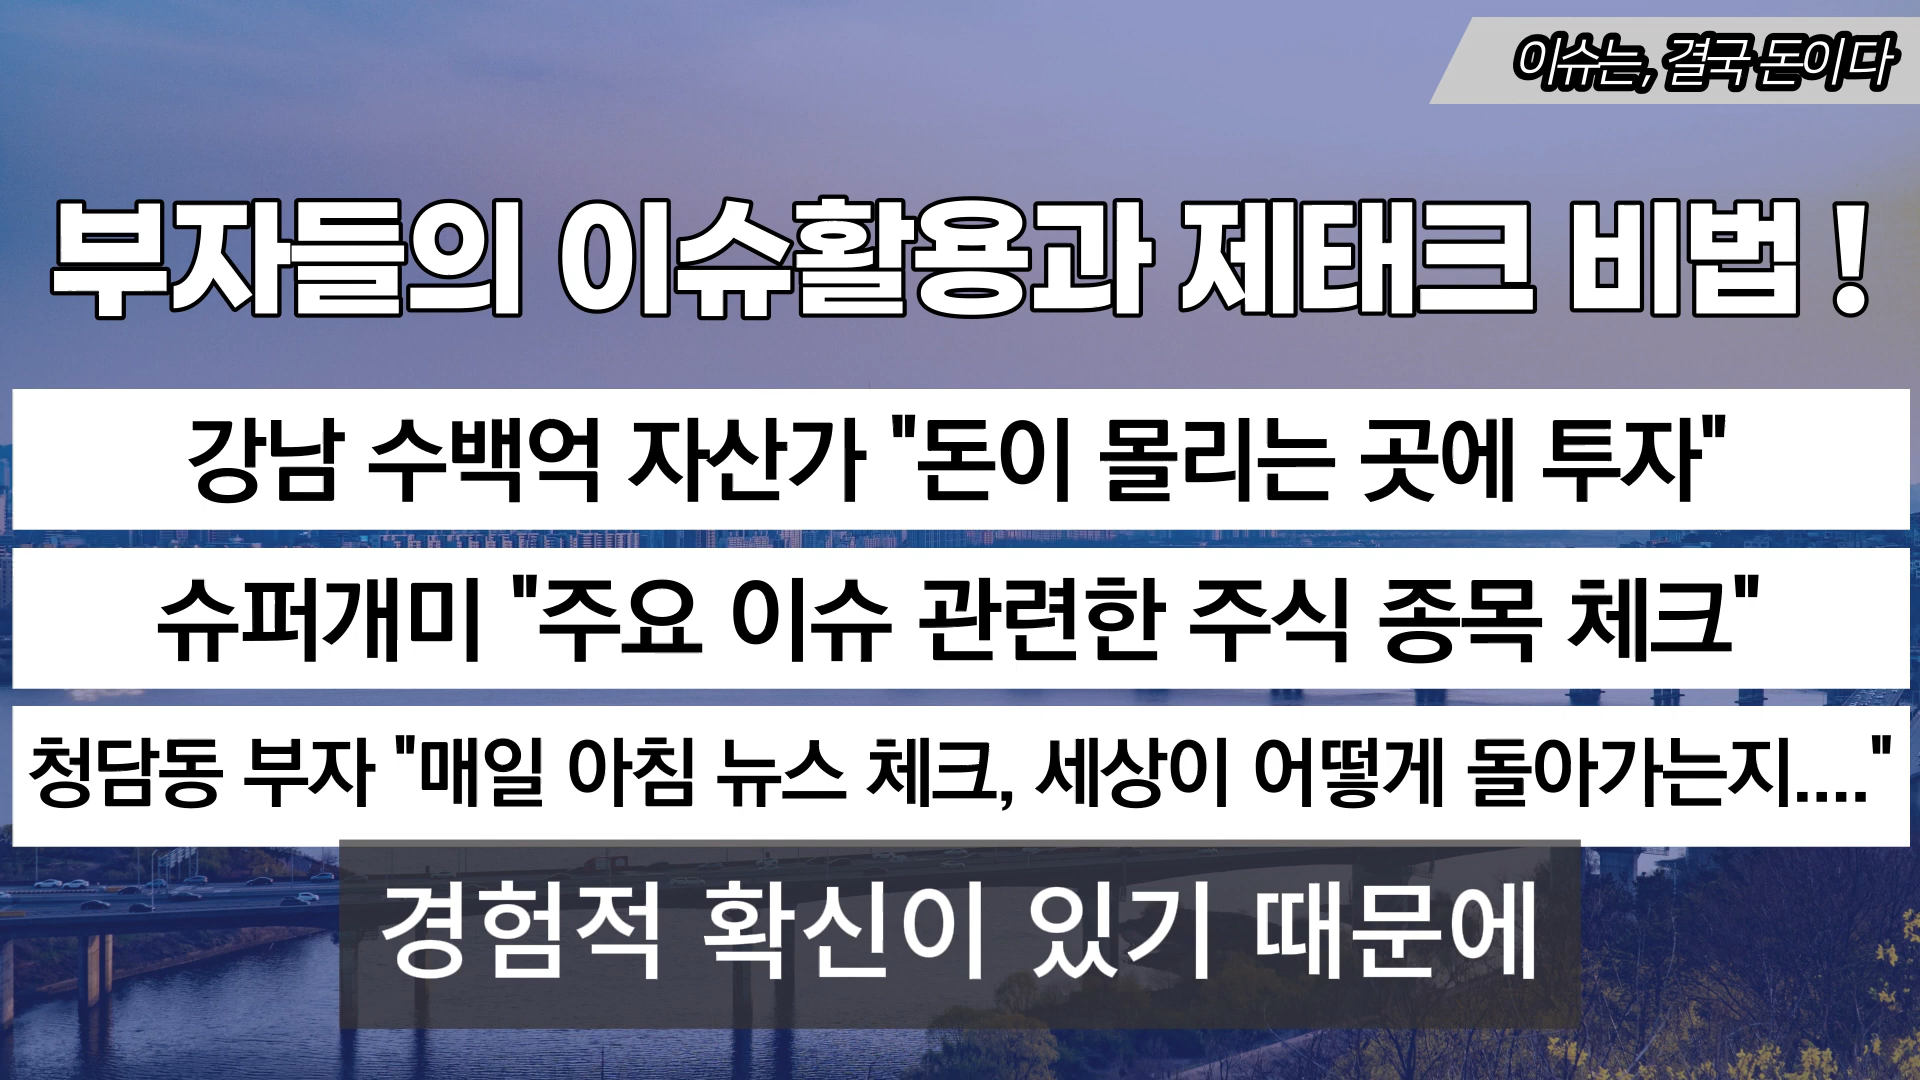 이슈는, 결국 돈이다
부자들의 이슈활용과 제태크 비법 !
강남 수백억 자산가 "돈이 몰리는 곳에 투자"
슈퍼개미 "주요 이슈 관련한 주식 종목 체크"
청담동 부자 "매일 아침 뉴스 체크, 세상이 어떻게 돌아가는지...."
경험적 확신이 있기 때문에